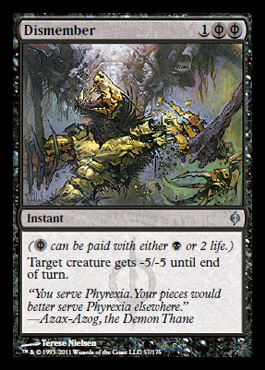 Dismember 1
Instant
( can be paid with either or 2 life.)
Target creature gets -5/-5 until end
of turn.
"You serve Phyrexia. Your pieces would
better serve Phyrexia elsewhere."
—Azax-Azog, the Demon Thane
Terese Nielsen
™ & © 1993-2011 Wizards of the Coast LLC 57/176